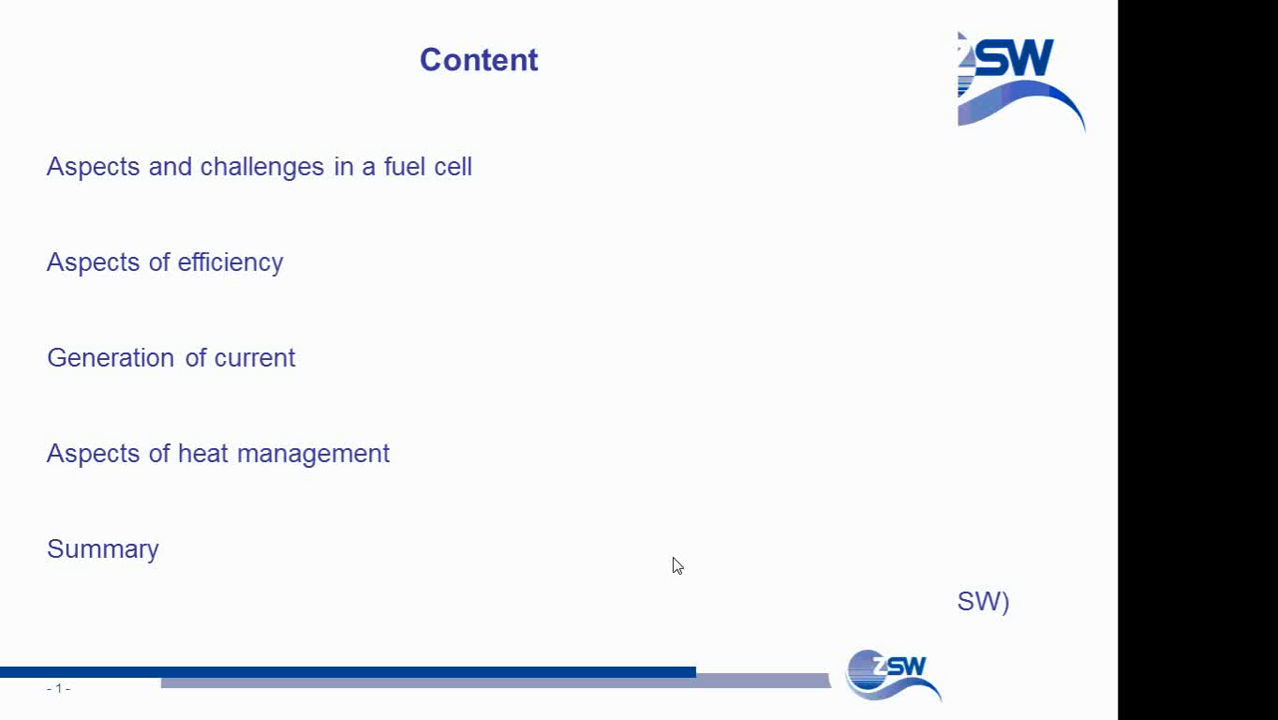 Content
ZSW
Aspects and challenges in a fuel cell
Aspects of efficiency
Generation of current
Aspects of heat management
Summary
SW)
ZSW
- 1 -